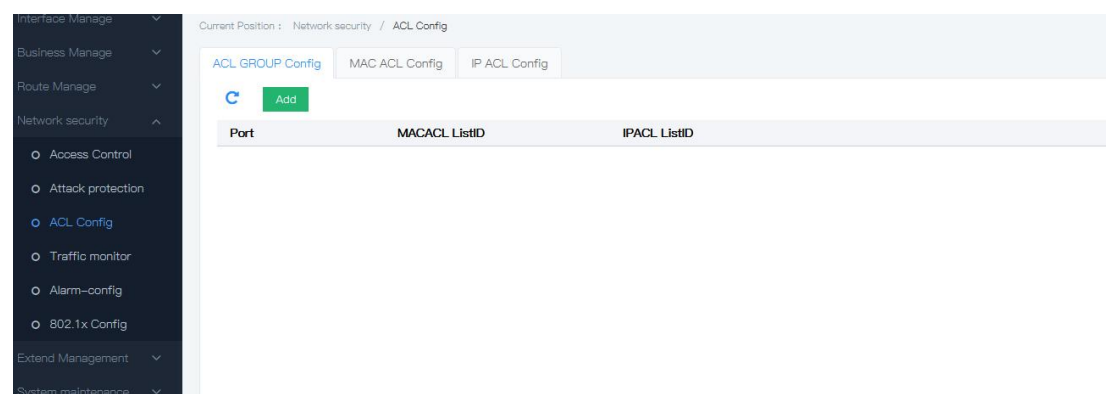 Interface Manage
Business Manage
Route Manage
Network security
Access Control
Attack protection
ACL Config
Traffic monitor
Alarm-config
802.1x Config
Extend Management
System maintenance
Current Position : Network security / ACL Config
ACL GROUP Config MAC ACL Config IP ACL Config
Add
Port MACACL ListID IPACL ListID